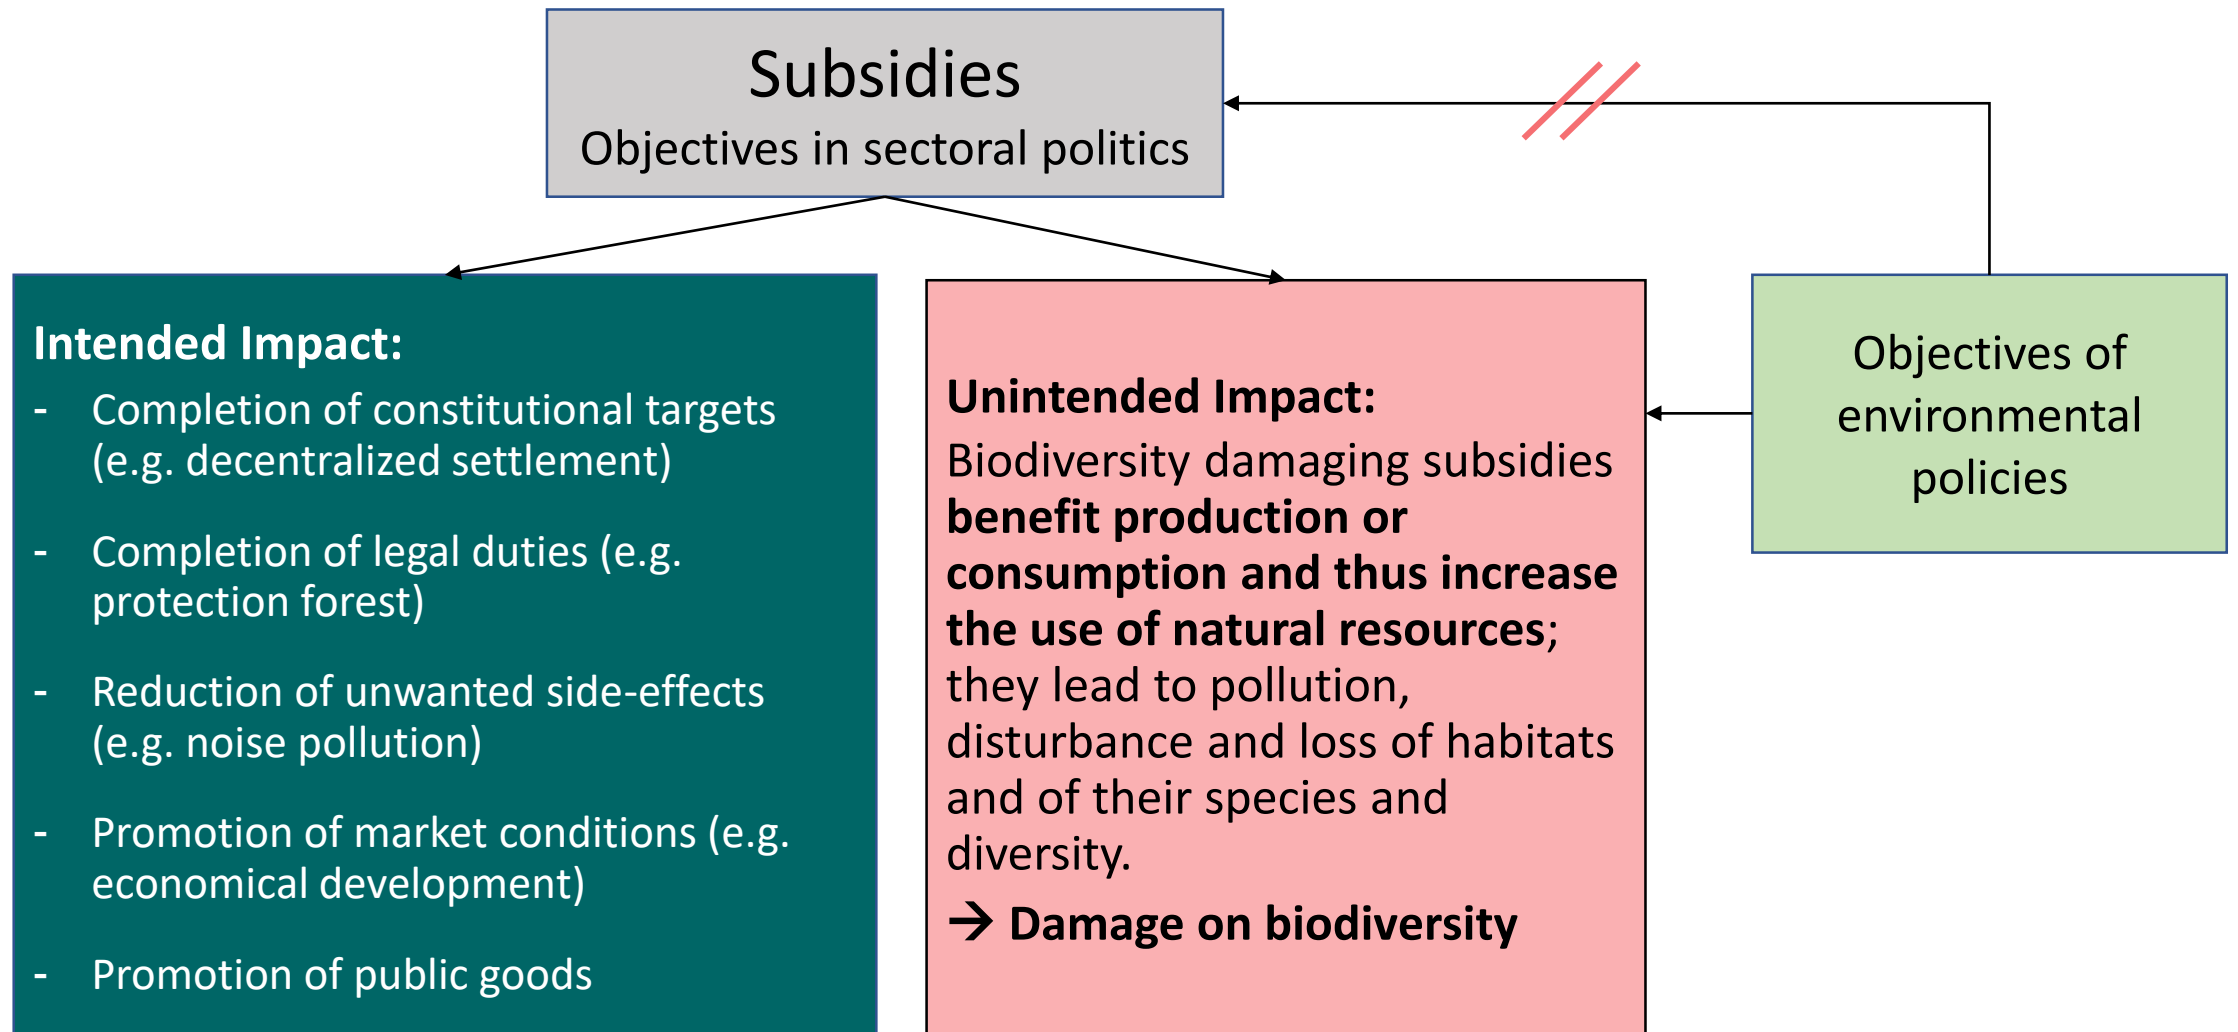 Subsidies
Objectives in sectoral politics
Intended Impact:
- Completion of constitutional targets
(e.g. decentralized settlement)
- Completion of legal duties (e.g.
protection forest)
- Reduction of unwanted side-effects
(e.g. noise pollution)
- Promotion of market conditions (e.g.
economical development)
- Promotion of public goods
Unintended Impact:
Biodiversity damaging subsidies
benefit production or
consumption and thus increase
the use of natural resources;
they lead to pollution,
disturbance and loss of habitats
and of their species and
diversity.
→ Damage on biodiversity
Objectives of
environmental
policies